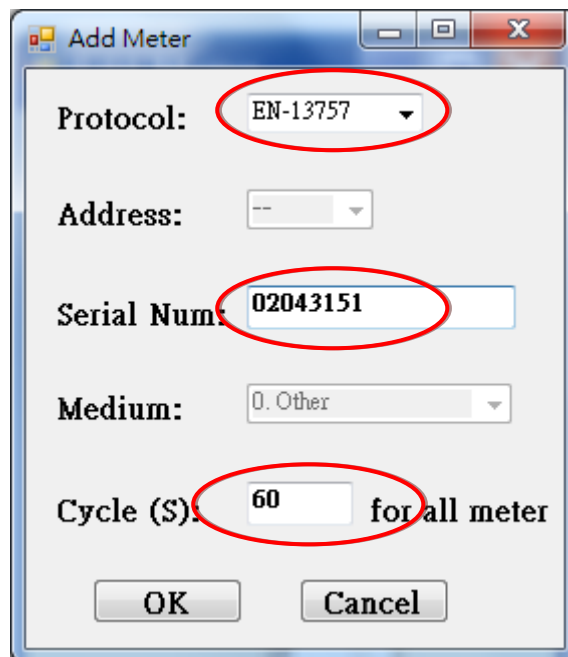 Add Meter
Protocol: EN-13757
Address: --
Serial Num: 02043151
Medium: 0. Other
Cycle (S): 60 for all meter
OK Cancel